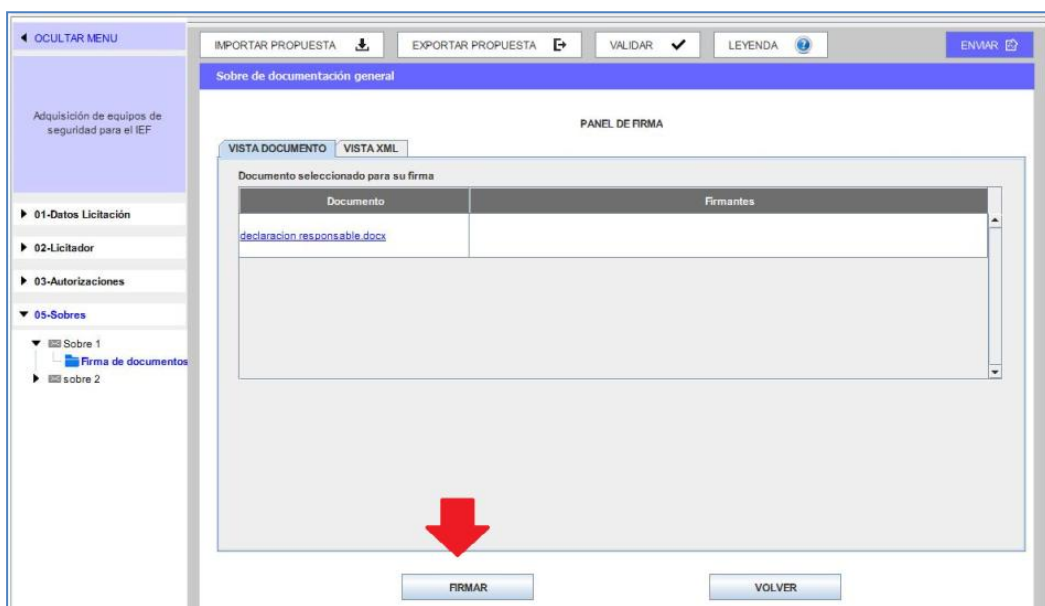 OCULTAR MENU
IMPORTAR PROPUESTA
EXPORTAR PROPUESTA
VALIDAR
LEYENDA
ENVIAR
Sobre de documentación general
Adquisición de equipos de
seguridad para el IEF
PANEL DE FIRMA
VISTA DOCUMENTO
VISTA XML
Documento seleccionado para su firma
Documento
Firmantes
declaracion responsable.docx
01-Datos Licitación
02-Licitador
03-Autorizaciones
05-Sobres
Sobre 1
Firma de documentos
sobre 2
FIRMAR
VOLVER